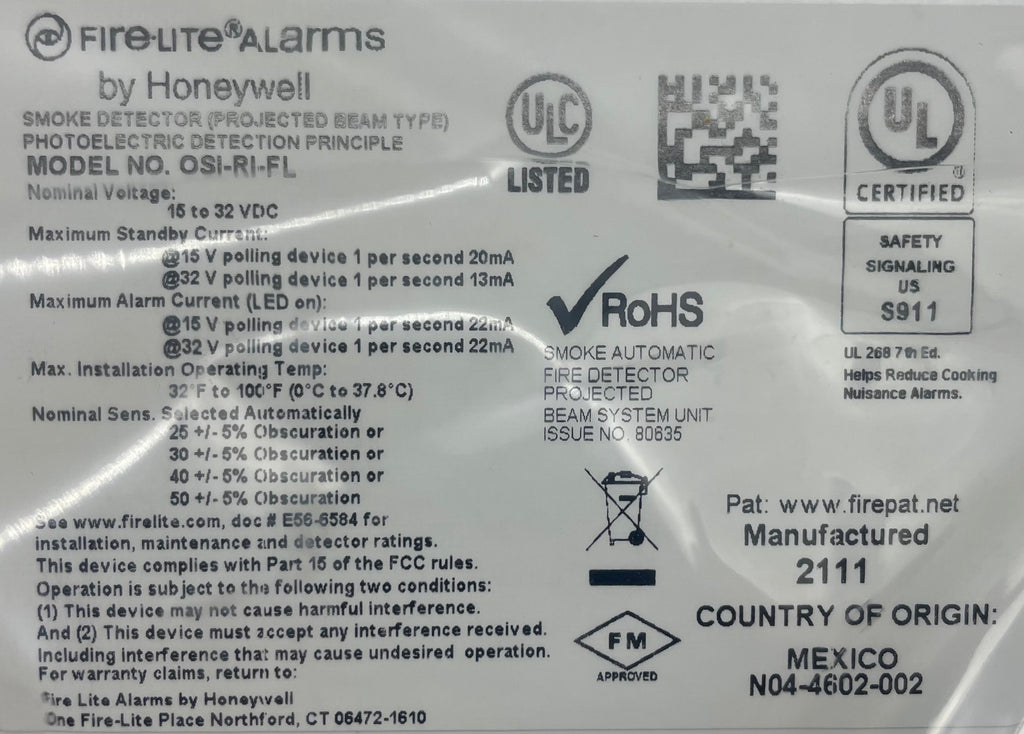 FIRE-LITE® ALARMS
by Honeywell
SMOKE DETECTOR (PROJECTED BEAM TYPE)
PHOTOELECTRIC DETECTION PRINCIPLE
MODEL NO. OSI-RI-FL
Nominal Voltage:
15 to 32 VDC
Maximum Standby Current:
@15 V polling device 1 per second 20mA
@32 V polling device 1 per second 13mA
Maximum Alarm Current (LED on):
@15 V polling device 1 per second 22mA
@32 V polling device 1 per second 22mA
Max. Installation Operating Temp:
32°F to 100°F (0°C to 37.8°C)
Nominal Sens. Selected Automatically
25 +/- 5% Obscuration or
30 +/- 5% Obscuration or
40 +/- 5% Obscuration or
50 +/- 5% Obscuration
See www.firelite.com, doc # E56-6584 for
installation, maintenance and detector ratings.
This device complies with Part 15 of the FCC rules.
Operation is subject to the following two conditions:
(1) This device may not cause harmful interference.
And (2) This device must accept any interference received.
Including interference that may cause undesired operation.
For warranty claims, return to:
Fire Lite Alarms by Honeywell
One Fire-Lite Place Northford, CT 06472-1610
ULC
LISTED
RoHS
SMOKE AUTOMATIC
FIRE DETECTOR
PROJECTED
BEAM SYSTEM UNIT
ISSUE NO. 80635
FM
APPROVED
UL
®
CERTIFIED
SAFETY
SIGNALING
US
S911
UL 268 7th Ed.
Helps Reduce Cooking
Nuisance Alarms.
Pat: www.firepat.net
Manufactured
2111
COUNTRY OF ORIGIN:
MEXICO
N04-4602-002